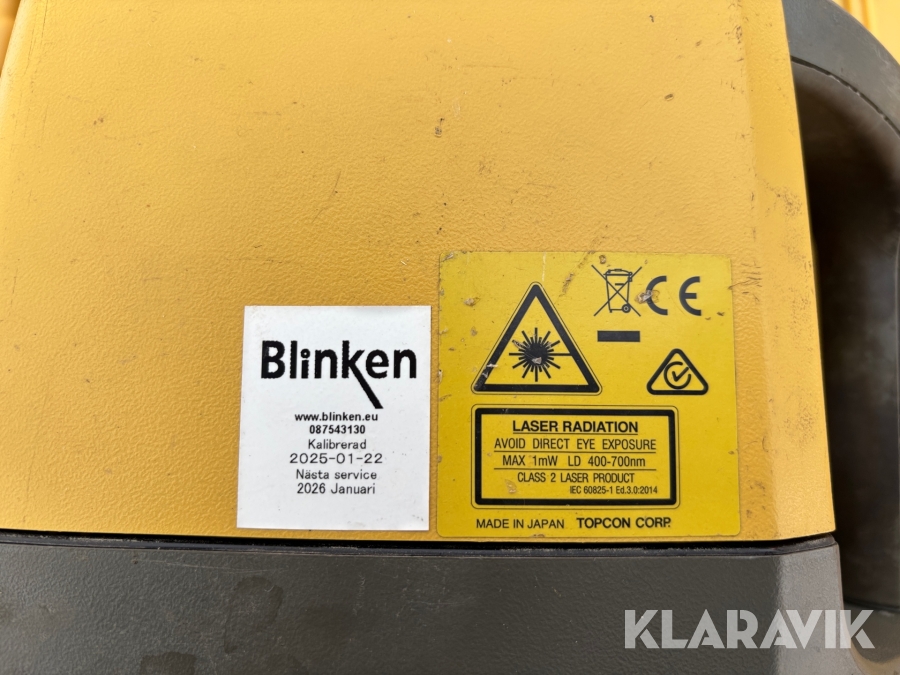 Blinken
www.blinken.eu
087543130
Kalibrerad
2025-01-22
Nästa service
2026 Januari
CE
LASER RADIATION
AVOID DIRECT EYE EXPOSURE
MAX 1mW LD 400-700nm
CLASS 2 LASER PRODUCT
IEC 60825-1 Ed.3.0:2014
MADE IN JAPAN TOPCON CORP.
KLARAVIK